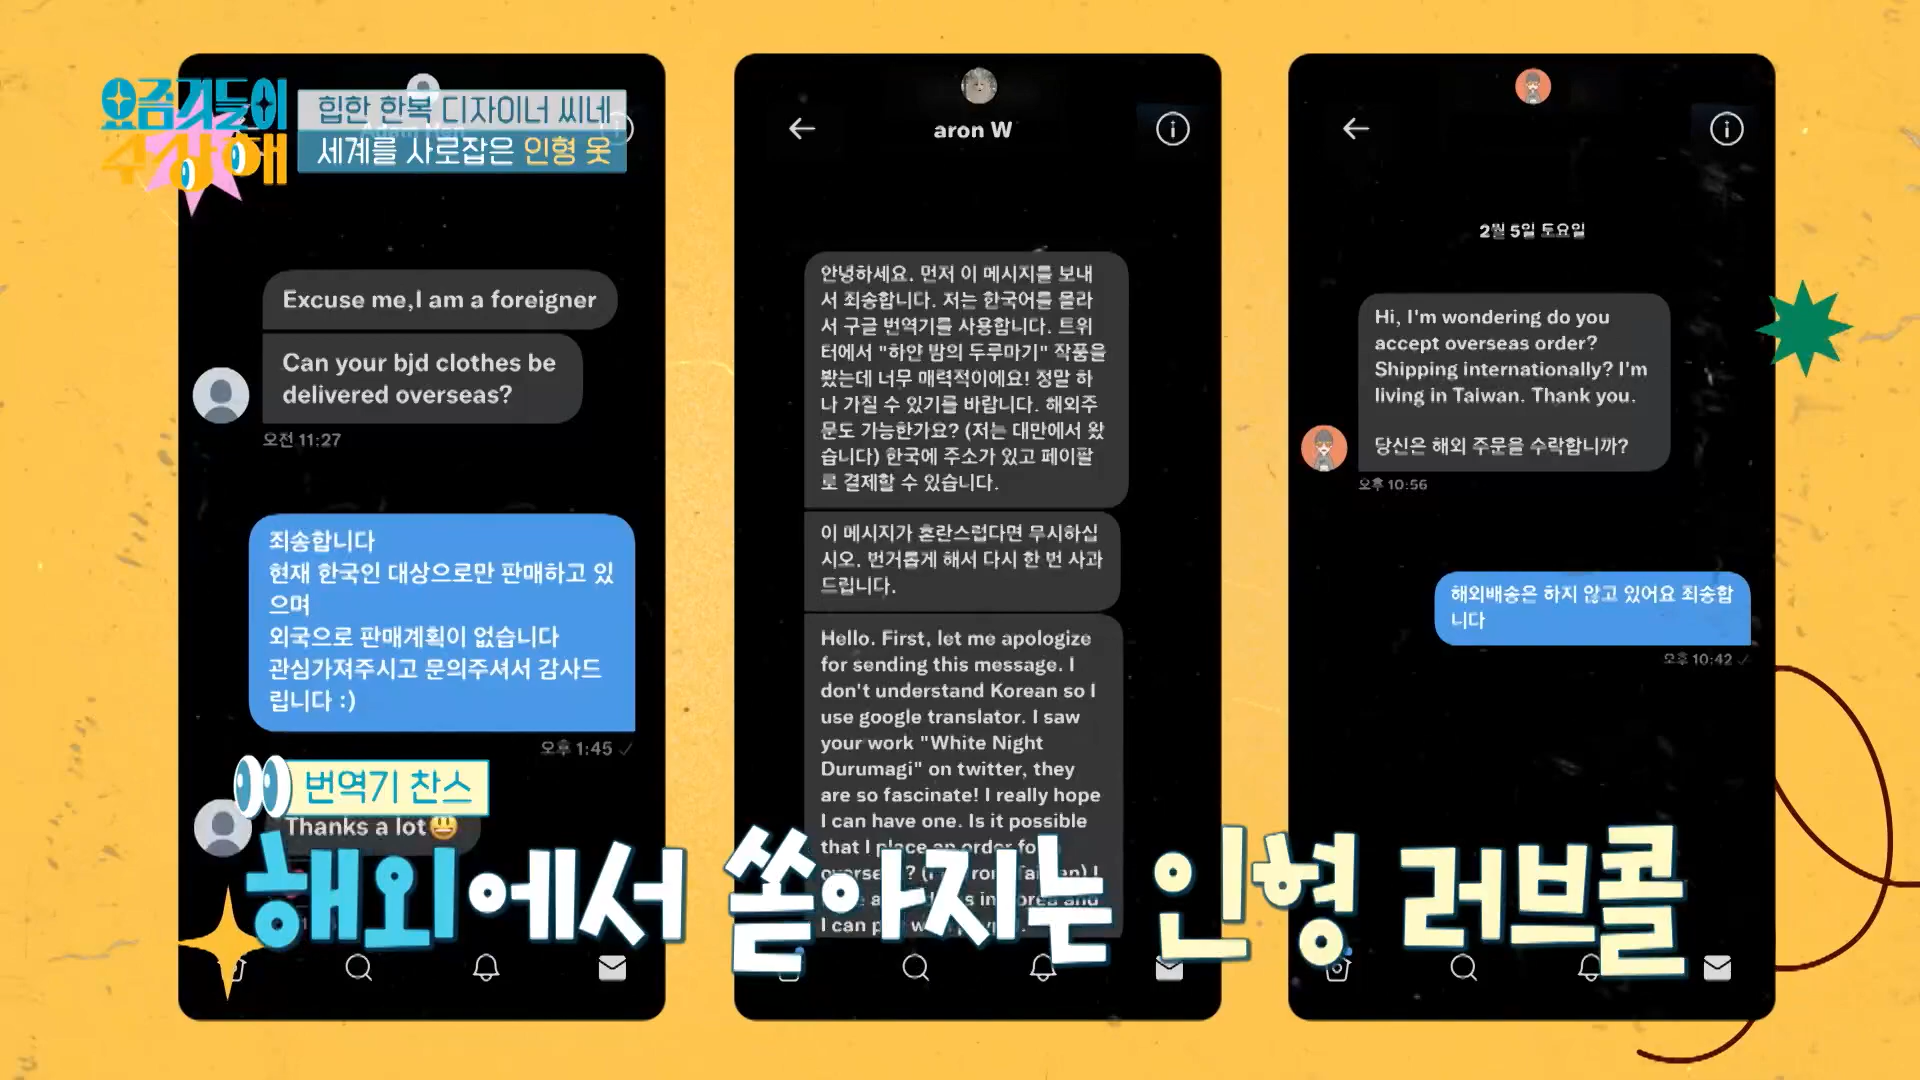 요즘것들이
수상해
힙한 한복 디자이너 씨네
세계를 사로잡은 인형 옷
Excuse me,I am a foreigner
Can your bjd clothes be
delivered overseas?
오전 11:27
죄송합니다
현재 한국인 대상으로만 판매하고 있
으며
외국으로 판매계획이 없습니다
관심가져주시고 문의주셔서 감사드
립니다 :)
오후 1:45 ✓
번역기 찬스
Thanks a lot😃
aron W
안녕하세요. 먼저 이 메시지를 보내
서 죄송합니다. 저는 한국어를 몰라
서 구글 번역기를 사용합니다. 트위
터에서 "하얀 밤의 두루마기" 작품을
봤는데 너무 매력적이에요! 정말 하
나 가질 수 있기를 바랍니다. 해외주
문도 가능한가요? (저는 대만에서 왔
습니다) 한국에 주소가 있고 페이팔
로 결제할 수 있습니다.
이 메시지가 혼란스럽다면 무시하십
시오. 번거롭게 해서 다시 한 번 사과
드립니다.
Hello. First, let me apologize
for sending this message. I
don't understand Korean so I
use google translator. I saw
your work "White Night
Durumagi" on twitter, they
are so fascinate! I really hope
I can have one. Is it possible
that I place an order
I can
2월 5일 토요일
Hi, I'm wondering do you
accept overseas order?
Shipping internationally? I'm
living in Taiwan. Thank you.
당신은 해외 주문을 수락합니까?
오후 10:56
해외배송은 하지 않고 있어요 죄송합
니다
오후 10:42 ✓
해외에서 쏟아지는 인형 러브콜